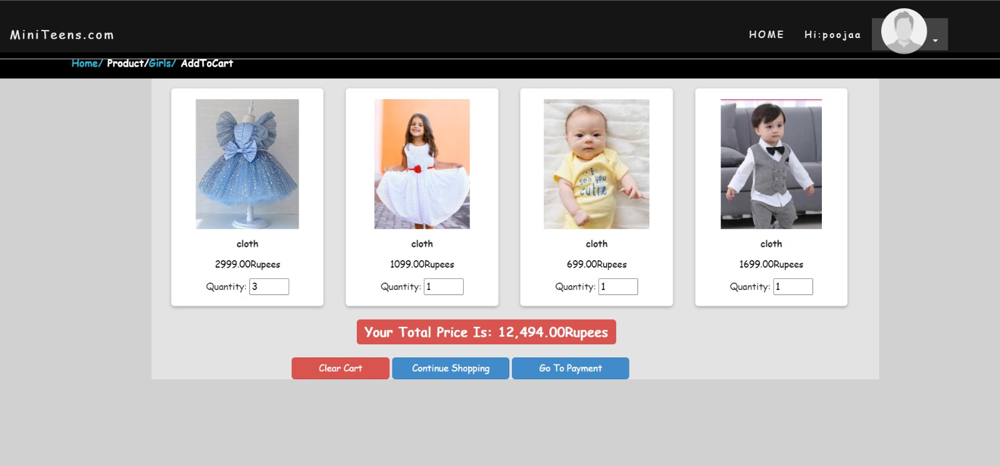 MiniTeens.com
HOME Hi:poojaa
Home/ Product/Girls/ AddToCart
see you
cutie
cloth
2999.00Rupees
Quantity: 3
cloth
1099.00Rupees
Quantity: 1
cloth
699.00Rupees
Quantity: 1
cloth
1699.00Rupees
Quantity: 1
Your Total Price Is: 12,494.00Rupees
Clear Cart Continue Shopping Go To Payment